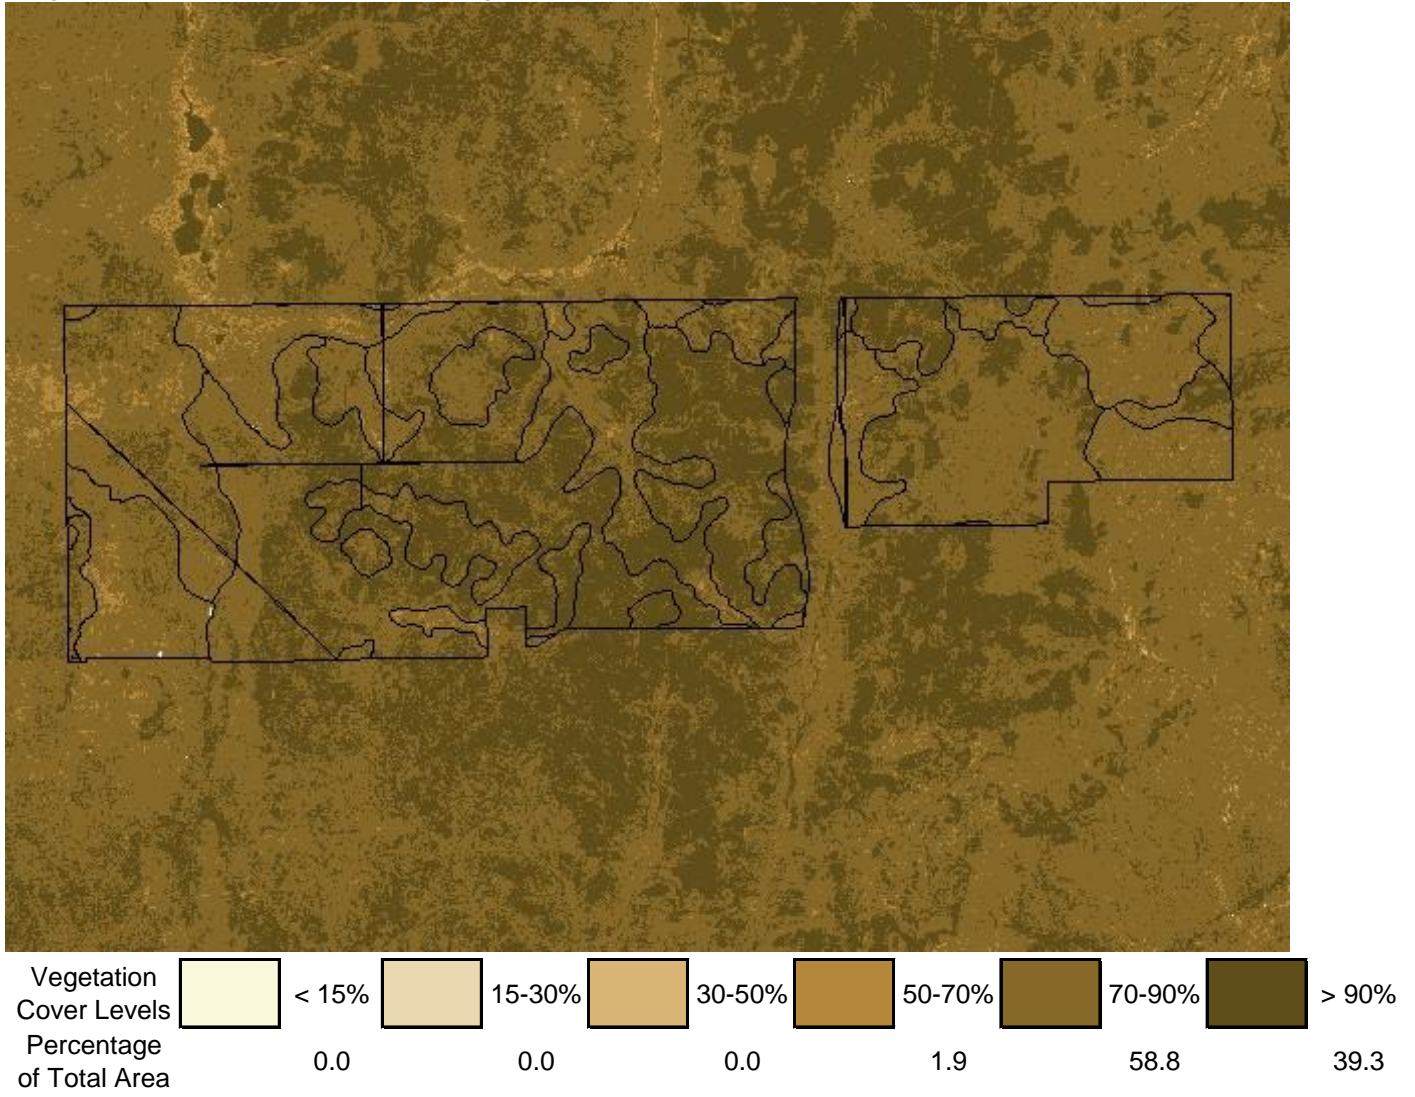 Vegetation
Cover Levels
< 15% 15-30% 30-50% 50-70% 70-90% > 90%
Percentage
of Total Area
0.0 0.0 0.0 1.9 58.8 39.3